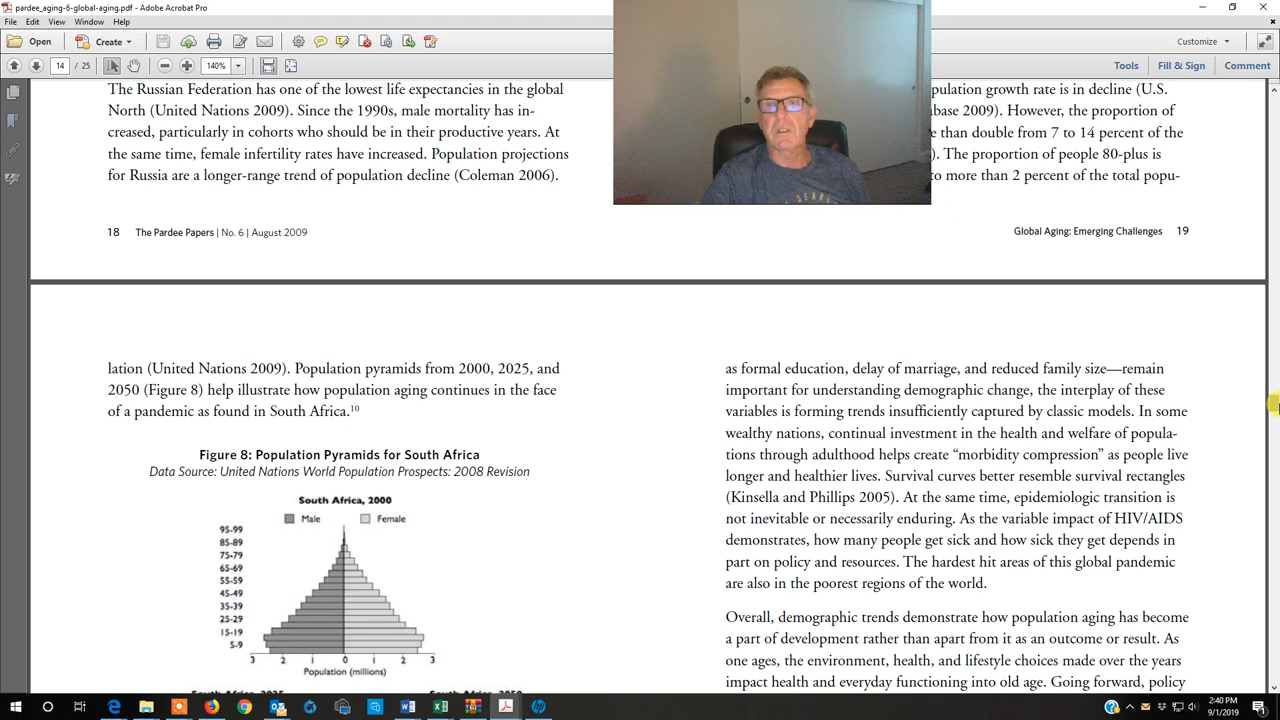 pardee_aging-6-global-aging.pdf - Adobe Acrobat Pro
File Edit View Window Help
Open
Create
Customize
14 / 25
140%
Tools
Fill & Sign
Comment
The Russian Federation has one of the lowest life expectancies in the global
North (United Nations 2009). Since the 1990s, male mortality has in-
creased, particularly in cohorts who should be in their productive years. At
the same time, female infertility rates have increased. Population projections
for Russia are a longer-range trend of population decline (Coleman 2006).
18 The Pardee Papers | No. 6 | August 2009
pulation growth rate is in decline (U.S.
base 2009). However, the proportion of
e than double from 7 to 14 percent of the
). The proportion of people 80-plus is
to more than 2 percent of the total popu-
Global Aging: Emerging Challenges 19
lation (United Nations 2009). Population pyramids from 2000, 2025, and
2050 (Figure 8) help illustrate how population aging continues in the face
of a pandemic as found in South Africa.10
Figure 8: Population Pyramids for South Africa
Data Source: United Nations World Population Prospects: 2008 Revision
South Africa, 2000
Male Female
95-99
85-89
75-79
65-69
55-59
45-49
35-39
25-29
15-19
5-9
3 2 1 0 1 2 3
Population (millions)
as formal education, delay of marriage, and reduced family size—remain
important for understanding demographic change, the interplay of these
variables is forming trends insufficiently captured by classic models. In some
wealthy nations, continual investment in the health and welfare of popula-
tions through adulthood helps create “morbidity compression” as people live
longer and healthier lives. Survival curves better resemble survival rectangles
(Kinsella and Phillips 2005). At the same time, epidemiologic transition is
not inevitable or necessarily enduring. As the variable impact of HIV/AIDS
demonstrates, how many people get sick and how sick they get depends in
part on policy and resources. The hardest hit areas of this global pandemic
are also in the poorest regions of the world.
Overall, demographic trends demonstrate how population aging has become
a part of development rather than apart from it as an outcome or result. As
one ages, the environment, health, and lifestyle choices made over the years
impact health and everyday functioning into old age. Going forward, policy
2:40 PM
9/1/2019